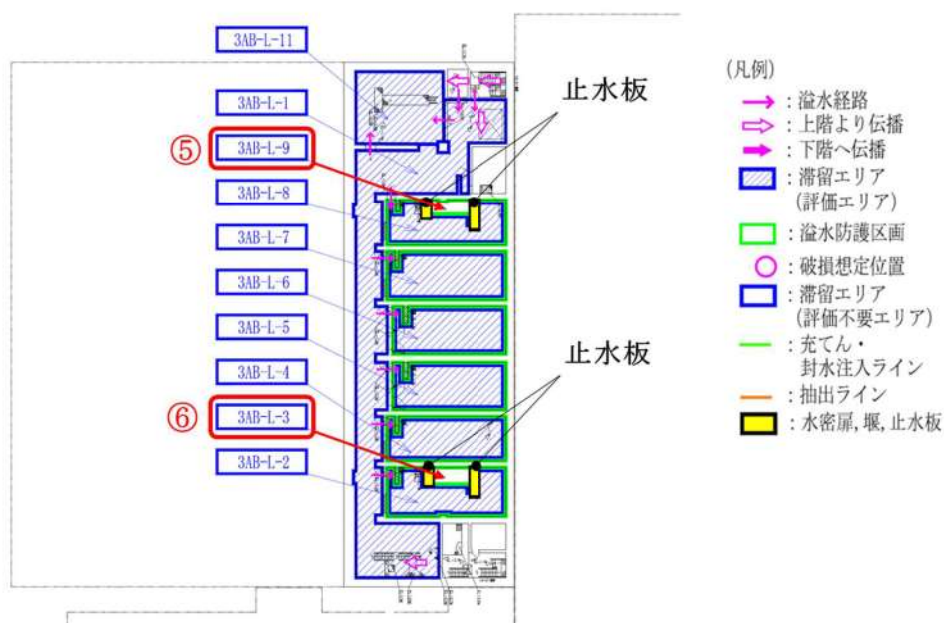 3AB-L-11
3AB-L-1
⑤
3AB-L-9
3AB-L-8
3AB-L-7
3AB-L-6
3AB-L-5
3AB-L-4
⑥
3AB-L-3
3AB-L-2
止水板
止水板
(凡例)
：溢水経路
：上階より伝播
：下階へ伝播
：滞留エリア
(評価エリア)
：溢水防護区画
：破損想定位置
：滞留エリア
(評価不要エリア)
：充てん・
封水注入ライン
：抽出ライン
：水密扉, 堰, 止水板